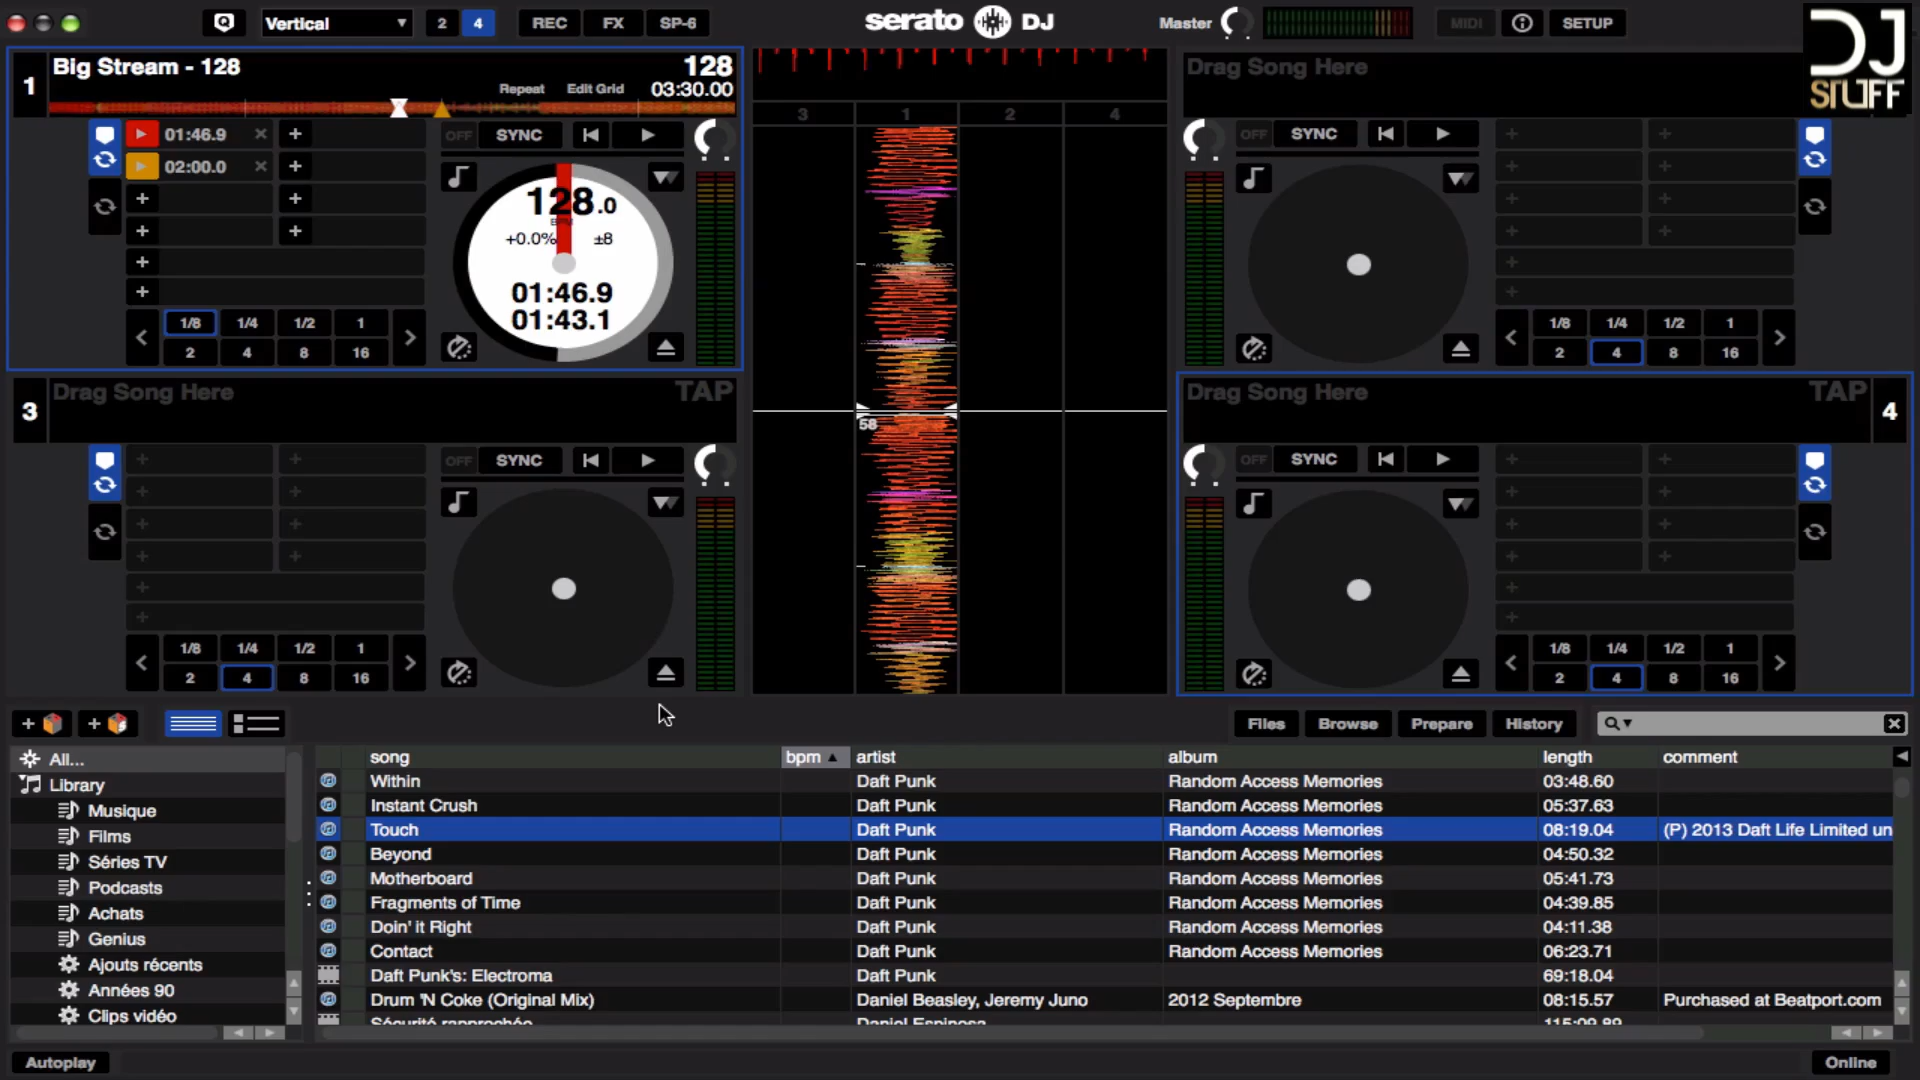 Vertical
2
4
REC
FX
SP-6
serato DJ
Master
MIDI
SETUP
DJ
STUFF
1
Big Stream - 128
128
Repeat
Edit Grid
03:30.00
01:46.9
02:00.0
OFF
SYNC
128.0
BPM
+0.0%
±8
01:46.9
01:43.1
1/8 1/4 1/2 1
2 4 8 16
3 1 2 4
58
Drag Song Here
OFF
SYNC
1/8 1/4 1/2 1
2 4 8 16
3
Drag Song Here
TAP
OFF
SYNC
1/8 1/4 1/2 1
2 4 8 16
Drag Song Here
TAP
4
OFF
SYNC
1/8 1/4 1/2 1
2 4 8 16
Files
Browse
Prepare
History
All...
Library
Musique
Films
Séries TV
Podcasts
Achats
Genius
Ajouts récents
Années 90
Clips vidéo
song bpm artist album length comment
Within Daft Punk Random Access Memories 03:48.60
Instant Crush Daft Punk Random Access Memories 05:37.63
Touch Daft Punk Random Access Memories 08:19.04 (P) 2013 Daft Life Limited un
Beyond Daft Punk Random Access Memories 04:50.32
Motherboard Daft Punk Random Access Memories 05:41.73
Fragments of Time Daft Punk Random Access Memories 04:39.85
Doin' it Right Daft Punk Random Access Memories 04:11.38
Contact Daft Punk Random Access Memories 06:23.71
Daft Punk's: Electroma Daft Punk 69:18.04
Drum 'N Coke (Original Mix) Daniel Beasley, Jeremy Juno 2012 Septembre 08:15.57 Purchased at Beatport.com
Sécurité rapprochée Daniel Espinosa 115:09.89
Autoplay
Online